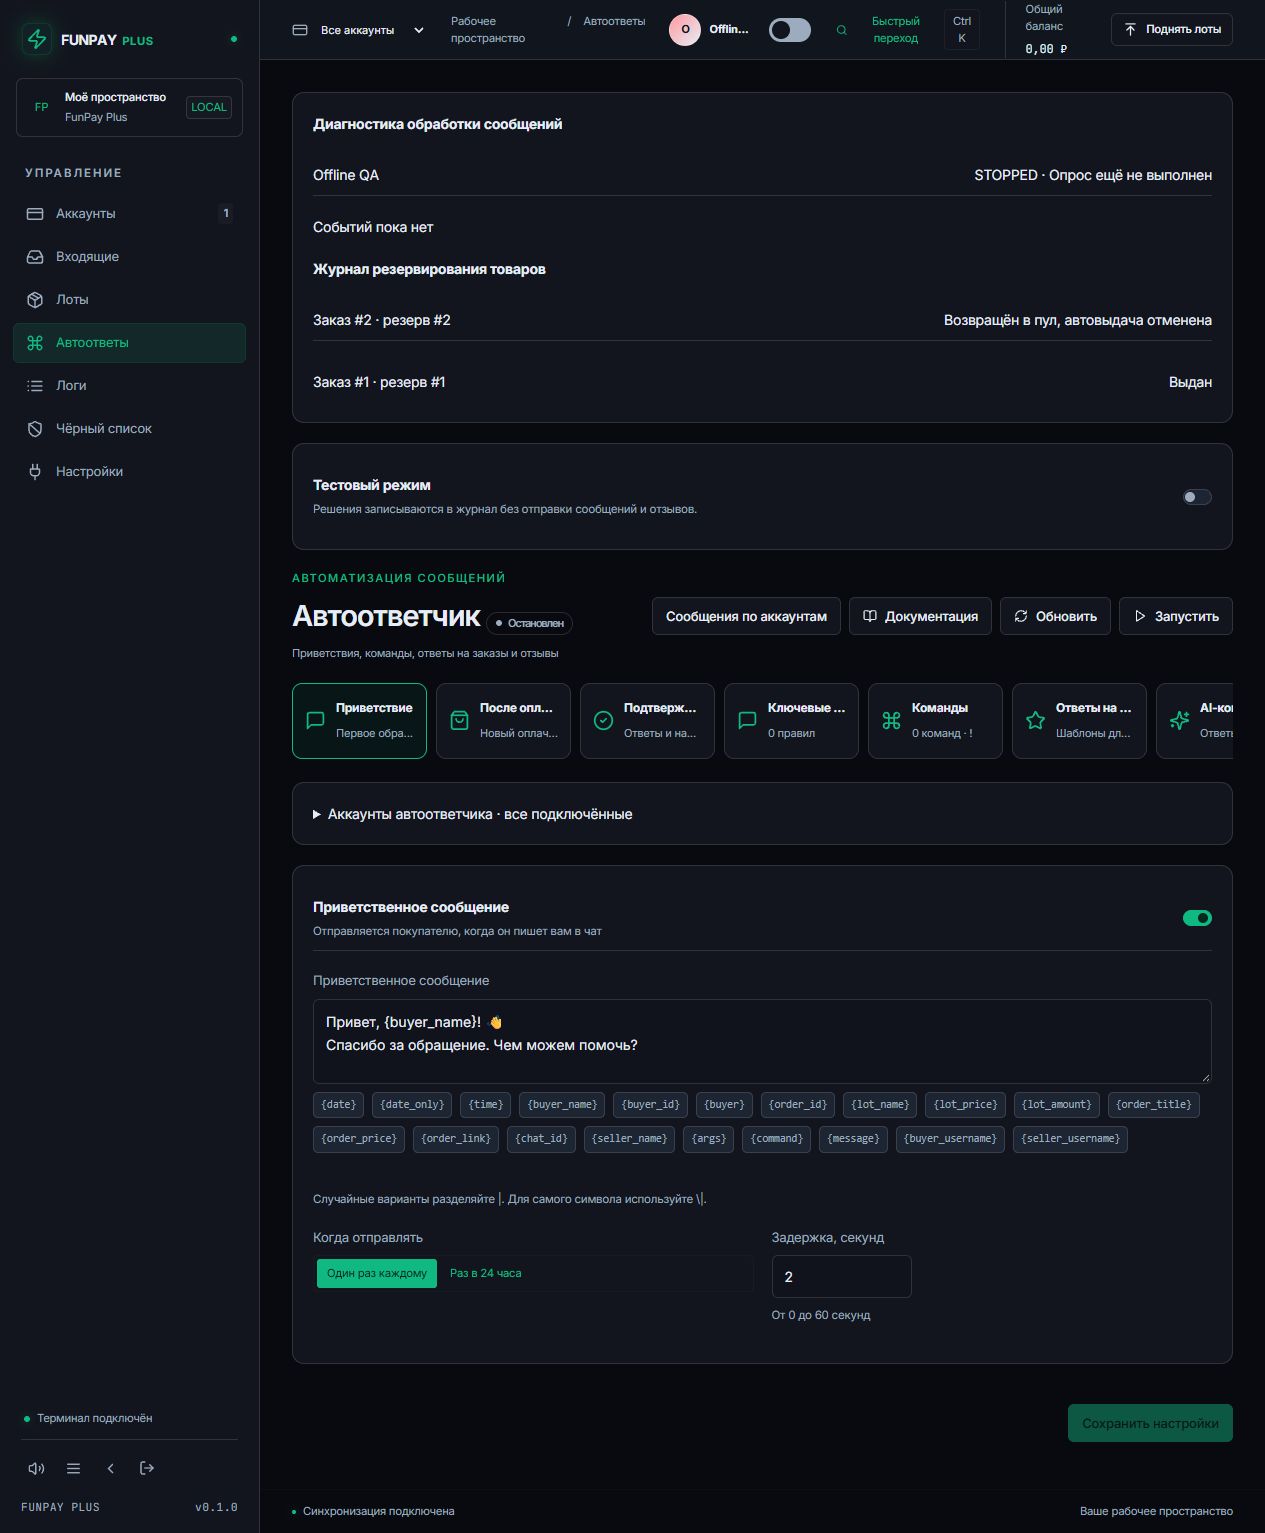 FUNPAY PLUS
FP
Моё пространство
FunPay Plus
LOCAL
УПРАВЛЕНИЕ
Аккаунты
1
Входящие
Лоты
Автоответы
Логи
Чёрный список
Настройки
Терминал подключён
FUNPAY PLUS
v0.1.0
Все аккаунты
Рабочее
пространство
/
Автоответы
O
Offlin...
Быстрый
переход
Ctrl
K
Общий
баланс
0,00 ₽
Поднять лоты
Диагностика обработки сообщений
Offline QA
STOPPED · Опрос ещё не выполнен
Событий пока нет
Журнал резервирования товаров
Заказ #2 · резерв #2
Возвращён в пул, автовыдача отменена
Заказ #1 · резерв #1
Выдан
Тестовый режим
Решения записываются в журнал без отправки сообщений и отзывов.
АВТОМАТИЗАЦИЯ СООБЩЕНИЙ
Автоответчик
Остановлен
Сообщения по аккаунтам
Документация
Обновить
Запустить
Приветствия, команды, ответы на заказы и отзывы
Приветствие
Первое обра...
После опл...
Новый оплач...
Подтверж...
Ответы и на...
Ключевые ...
0 правил
Команды
0 команд · !
Ответы на ...
Шаблоны дл...
Аккаунты автоответчика · все подключённые
Приветственное сообщение
Отправляется покупателю, когда он пишет вам в чат
Приветственное сообщение
Привет, {buyer_name}! 👋
Спасибо за обращение. Чем можем помочь?
{date} {date_only} {time} {buyer_name} {buyer_id} {buyer} {order_id} {lot_name} {lot_price} {lot_amount} {order_title}
{order_price} {order_link} {chat_id} {seller_name} {args} {command} {message} {buyer_username} {seller_username}
Случайные варианты разделяйте |. Для самого символа используйте \|.
Когда отправлять
Один раз каждому
Раз в 24 часа
Задержка, секунд
2
От 0 до 60 секунд
Сохранить настройки
Синхронизация подключена
Ваше рабочее пространство